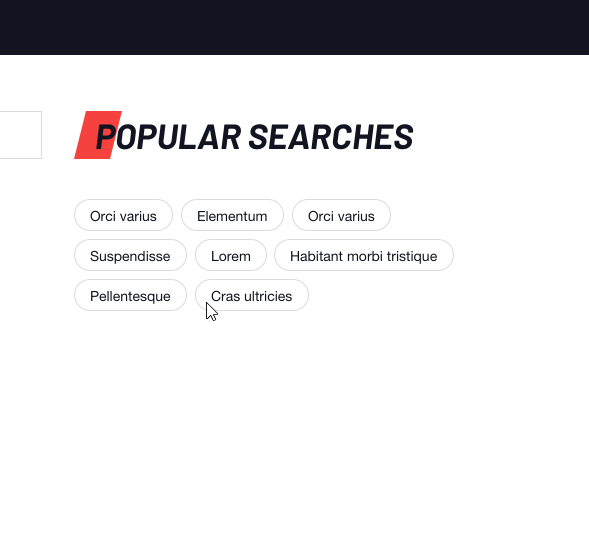 POPULAR SEARCHES
Orci varius Elementum Orci varius
Suspendisse Lorem Habitant morbi tristique
Pellentesque Cras ultricies